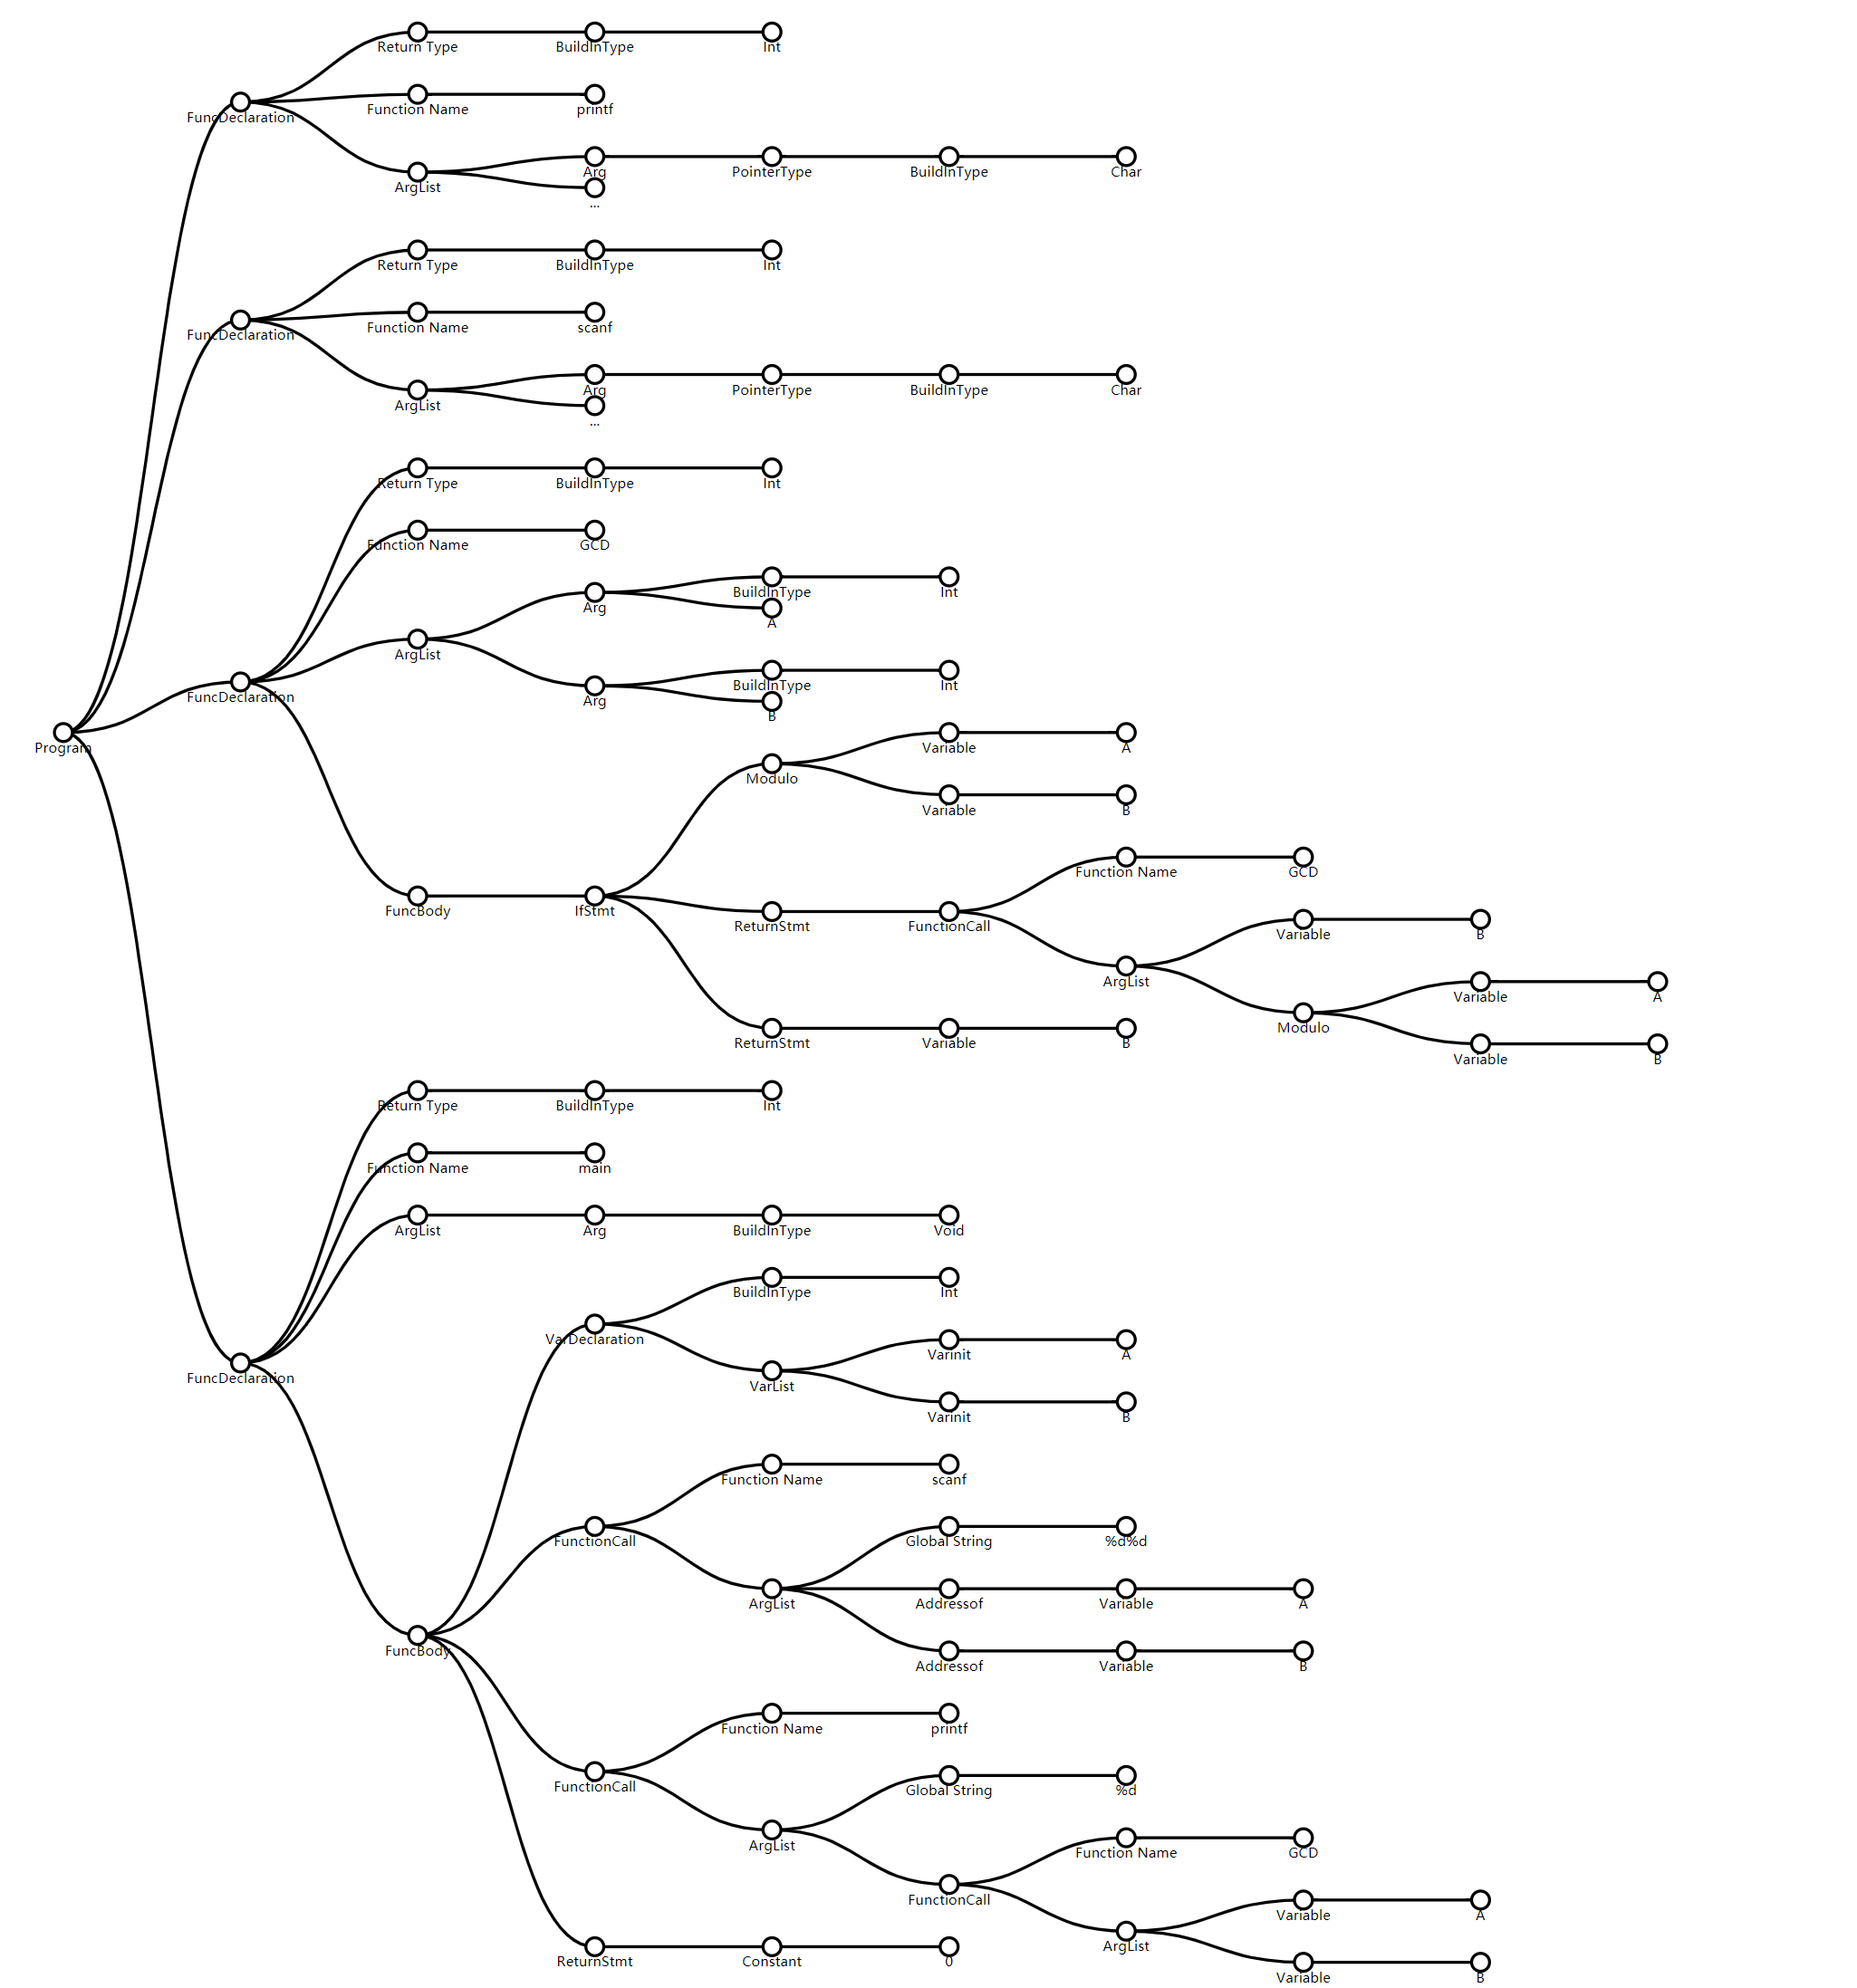 Return Type BuildInType Int
Function Name printf
FuncDeclaration
Arg PointerType BuildInType Char
ArgList
...
Return Type BuildInType Int
Function Name scanf
FuncDeclaration
Arg PointerType BuildInType Char
ArgList
...
Return Type BuildInType Int
Function Name GCD
BuildInType Int
Arg
A
ArgList
BuildInType Int
FuncDeclaration Arg
B
Program Variable A
Modulo
Variable B
Function Name GCD
FuncBody IfStmt
ReturnStmt FunctionCall Variable B
ArgList
Variable A
Modulo
ReturnStmt Variable B
Variable B
Return Type BuildInType Int
Function Name main
ArgList Arg BuildInType Void
BuildInType Int
VarDeclaration
Varinit A
FuncDeclaration VarList
Varinit B
Function Name scanf
FunctionCall Global String %d%d
ArgList Addressof Variable A
FuncBody
Addressof Variable B
Function Name printf
FunctionCall Global String %d
ArgList Function Name GCD
FunctionCall
Variable A
ArgList
ReturnStmt Constant 0
Variable B